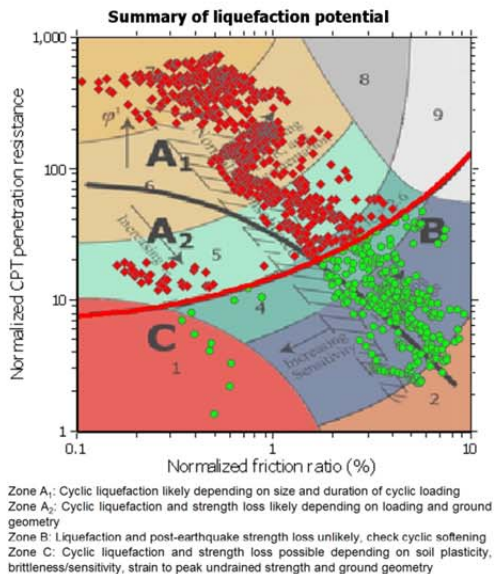 Summary of liquefaction potential
1,000
8
7
9
φ'
100
A1
6
A2
Increasing
B
5
10
4
C
Increasing
Sensitivity
1
2
1
0.1
1
10
Normalized CPT penetration resistance
Normalized friction ratio (%)
Zone A1: Cyclic liquefaction likely depending on size and duration of cyclic loading
Zone A2: Cyclic liquefaction and strength loss likely depending on loading and ground
geometry
Zone B: Liquefaction and post-earthquake strength loss unlikely, check cyclic softening
Zone C: Cyclic liquefaction and strength loss possible depending on soil plasticity,
brittleness/sensitivity, strain to peak undrained strength and ground geometry